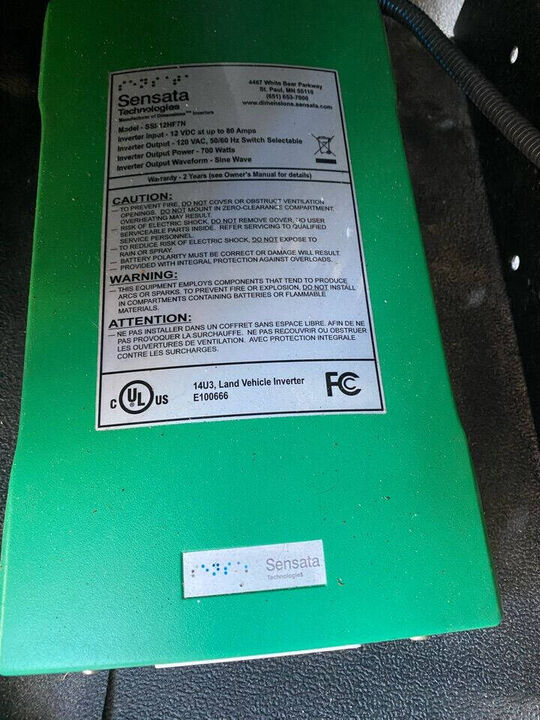 Sensata
Technologies
Manufacturer of Dimensions™ Inverters
4467 White Bear Parkway
St. Paul, MN 55110
(651) 653-7000
www.dimensions.sensata.com
Model - SSI-12HF7N
Inverter Input - 12 VDC at up to 80 Amps
Inverter Output - 120 VAC, 50/60 Hz Switch Selectable
Inverter Output Power - 700 Watts
Inverter Output Waveform - Sine Wave
Warranty - 2 Years (see Owner's Manual for details)
CAUTION:
— TO PREVENT FIRE, DO NOT COVER OR OBSTRUCT VENTILATION
OPENINGS. DO NOT MOUNT IN ZERO-CLEARANCE COMPARTMENT.
OVERHEATING MAY RESULT.
— RISK OF ELECTRIC SHOCK, DO NOT REMOVE COVER, NO USER
SERVICEABLE PARTS INSIDE. REFER SERVICING TO QUALIFIED
SERVICE PERSONNEL.
— TO REDUCE RISK OF ELECTRIC SHOCK, DO NOT EXPOSE TO
RAIN OR SPRAY.
— BATTERY POLARITY MUST BE CORRECT OR DAMAGE WILL RESULT.
— PROVIDED WITH INTEGRAL PROTECTION AGAINST OVERLOADS.
WARNING:
— THIS EQUIPMENT EMPLOYS COMPONENTS THAT TEND TO PRODUCE
ARCS OR SPARKS. TO PREVENT FIRE OR EXPLOSION, DO NOT INSTALL
IN COMPARTMENTS CONTAINING BATTERIES OR FLAMMABLE
MATERIALS.
ATTENTION:
— NE PAS INSTALLER DANS UN COFFRET SANS ESPACE LIBRE. AFIN DE NE
PAS PROVOQUER LA SURCHAUFFE. NE PAS RECOUVRIR OU OBSTRUER
LES OUVERTURES DE VENTILATION. AVEC PROTECTION INTEGRALE
CONTRE LES SURCHARGES.
C UL US
14U3, Land Vehicle Inverter
E100666
FC
Sensata
Technologies